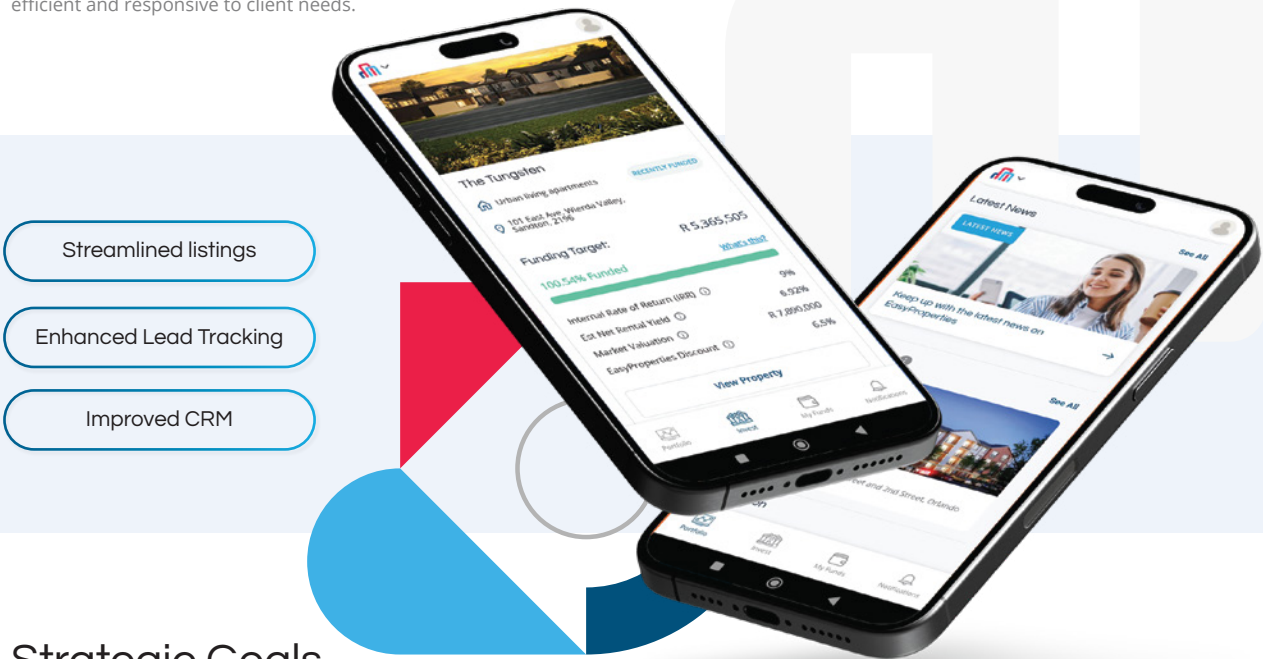 efficient and responsive to client needs.
Streamlined listings
Enhanced Lead Tracking
Improved CRM
The Tungsten
RECENTLY FUNDED
Urban living apartments
101 East Ave, Wierda Valley,
Sandton, 2196
Funding Target:
R 5,365,505
100.54% Funded
What's this?
Internal Rate of Return (IRR)
9%
Est Net Rental Yield
6.92%
Market Valuation
R 7,890,000
EasyProperties Discount
6.5%
View Property
Portfolio
Invest
My Funds
Notifications
Latest News
See All
LATEST NEWS
Keep up with the latest news on
EasyProperties
See All
and 2nd Street, Orlando
Portfolio
Invest
My Funds
Notifications
Strategic Goals